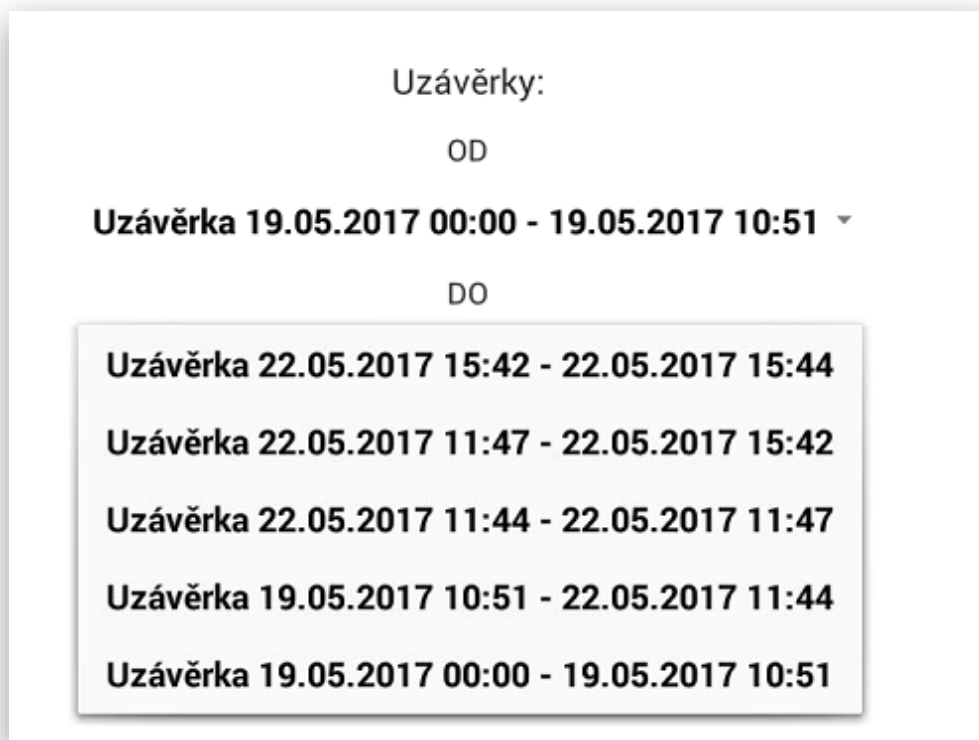 Uzávěrky:
OD
Uzávěrka 19.05.2017 00:00 - 19.05.2017 10:51
DO
Uzávěrka 22.05.2017 15:42 - 22.05.2017 15:44
Uzávěrka 22.05.2017 11:47 - 22.05.2017 15:42
Uzávěrka 22.05.2017 11:44 - 22.05.2017 11:47
Uzávěrka 19.05.2017 10:51 - 22.05.2017 11:44
Uzávěrka 19.05.2017 00:00 - 19.05.2017 10:51